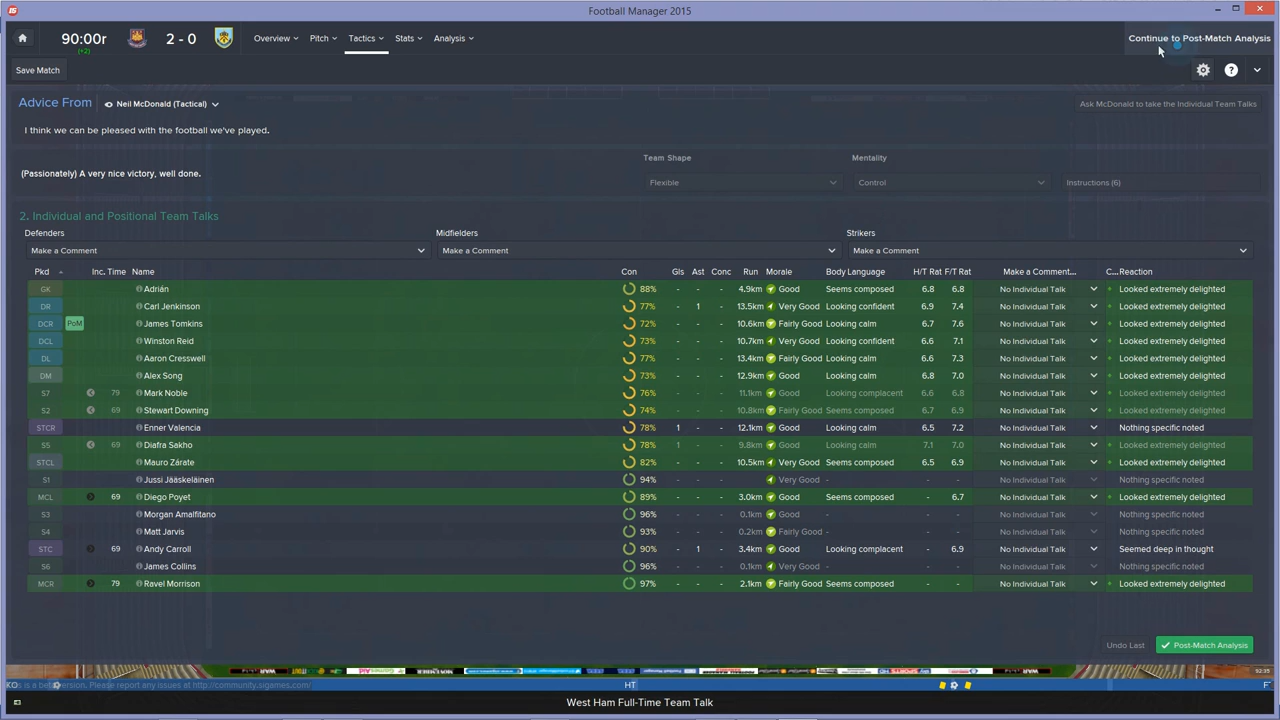 Football Manager 2015
90:00r
(+2)
2 - 0
Overview
Pitch
Tactics
Stats
Analysis
Continue to Post-Match Analysis
Save Match
Advice From
Neil McDonald (Tactical)
Ask McDonald to take the Individual Team Talks
I think we can be pleased with the football we've played.
Team Shape Mentality
(Passionately) A very nice victory, well done.
Flexible Control Instructions (6)
2. Individual and Positional Team Talks
Defenders Midfielders Strikers
Make a Comment Make a Comment Make a Comment
Pkd Inc. Time Name Con Gls Ast Conc Run Morale Body Language H/T Rat F/T Rat Make a Comment... C... Reaction
GK Adrián 88% - - - 4.9km Good Seems composed 6.8 6.8 No Individual Talk + Looked extremely delighted
DR Carl Jenkinson 77% - 1 - 13.5km Very Good Looking confident 6.9 7.4 No Individual Talk + Looked extremely delighted
DCR PoM James Tomkins 72% - - - 10.6km Fairly Good Looking calm 6.7 7.6 No Individual Talk + Looked extremely delighted
DCL Winston Reid 73% - - - 10.7km Very Good Looking confident 6.6 7.1 No Individual Talk + Looked extremely delighted
DL Aaron Cresswell 77% - - - 13.4km Fairly Good Looking calm 6.6 7.3 No Individual Talk + Looked extremely delighted
DM Alex Song 73% - - - 12.9km Good Looking calm 6.8 7.0 No Individual Talk + Looked extremely delighted
S7 79 Mark Noble 76% - - - 11.1km Good Looking complacent 6.6 6.8 No Individual Talk + Looked extremely delighted
S2 69 Stewart Downing 74% - - - 10.8km Fairly Good Seems composed 6.7 6.9 No Individual Talk + Looked extremely delighted
STCR Enner Valencia 78% 1 - - 12.1km Good Looking calm 6.5 7.2 No Individual Talk Nothing specific noted
S5 69 Diafra Sakho 78% 1 - - 9.8km Good Looking calm 7.1 7.0 No Individual Talk + Looked extremely delighted
STCL Mauro Zárate 82% - - - 10.5km Very Good Seems composed 6.5 6.9 No Individual Talk + Looked extremely delighted
S1 Jussi Jääskeläinen 94% Very Good - - - No Individual Talk Nothing specific noted
MCL 69 Diego Poyet 89% - - - 3.0km Good Seems composed - 6.7 No Individual Talk + Looked extremely delighted
S3 Morgan Amalfitano 96% 0.1km Good - - - No Individual Talk Nothing specific noted
S4 Matt Jarvis 93% 0.2km Fairly Good - - - No Individual Talk Nothing specific noted
STC 69 Andy Carroll 90% - 1 - 3.4km Good Looking complacent - 6.9 No Individual Talk Seemed deep in thought
S6 James Collins 96% 0.1km Very Good - - - No Individual Talk Nothing specific noted
MCR 79 Ravel Morrison 97% - - - 2.1km Fairly Good Seems composed - - No Individual Talk + Looked extremely delighted
Undo Last
Post-Match Analysis
HT
West Ham Full-Time Team Talk